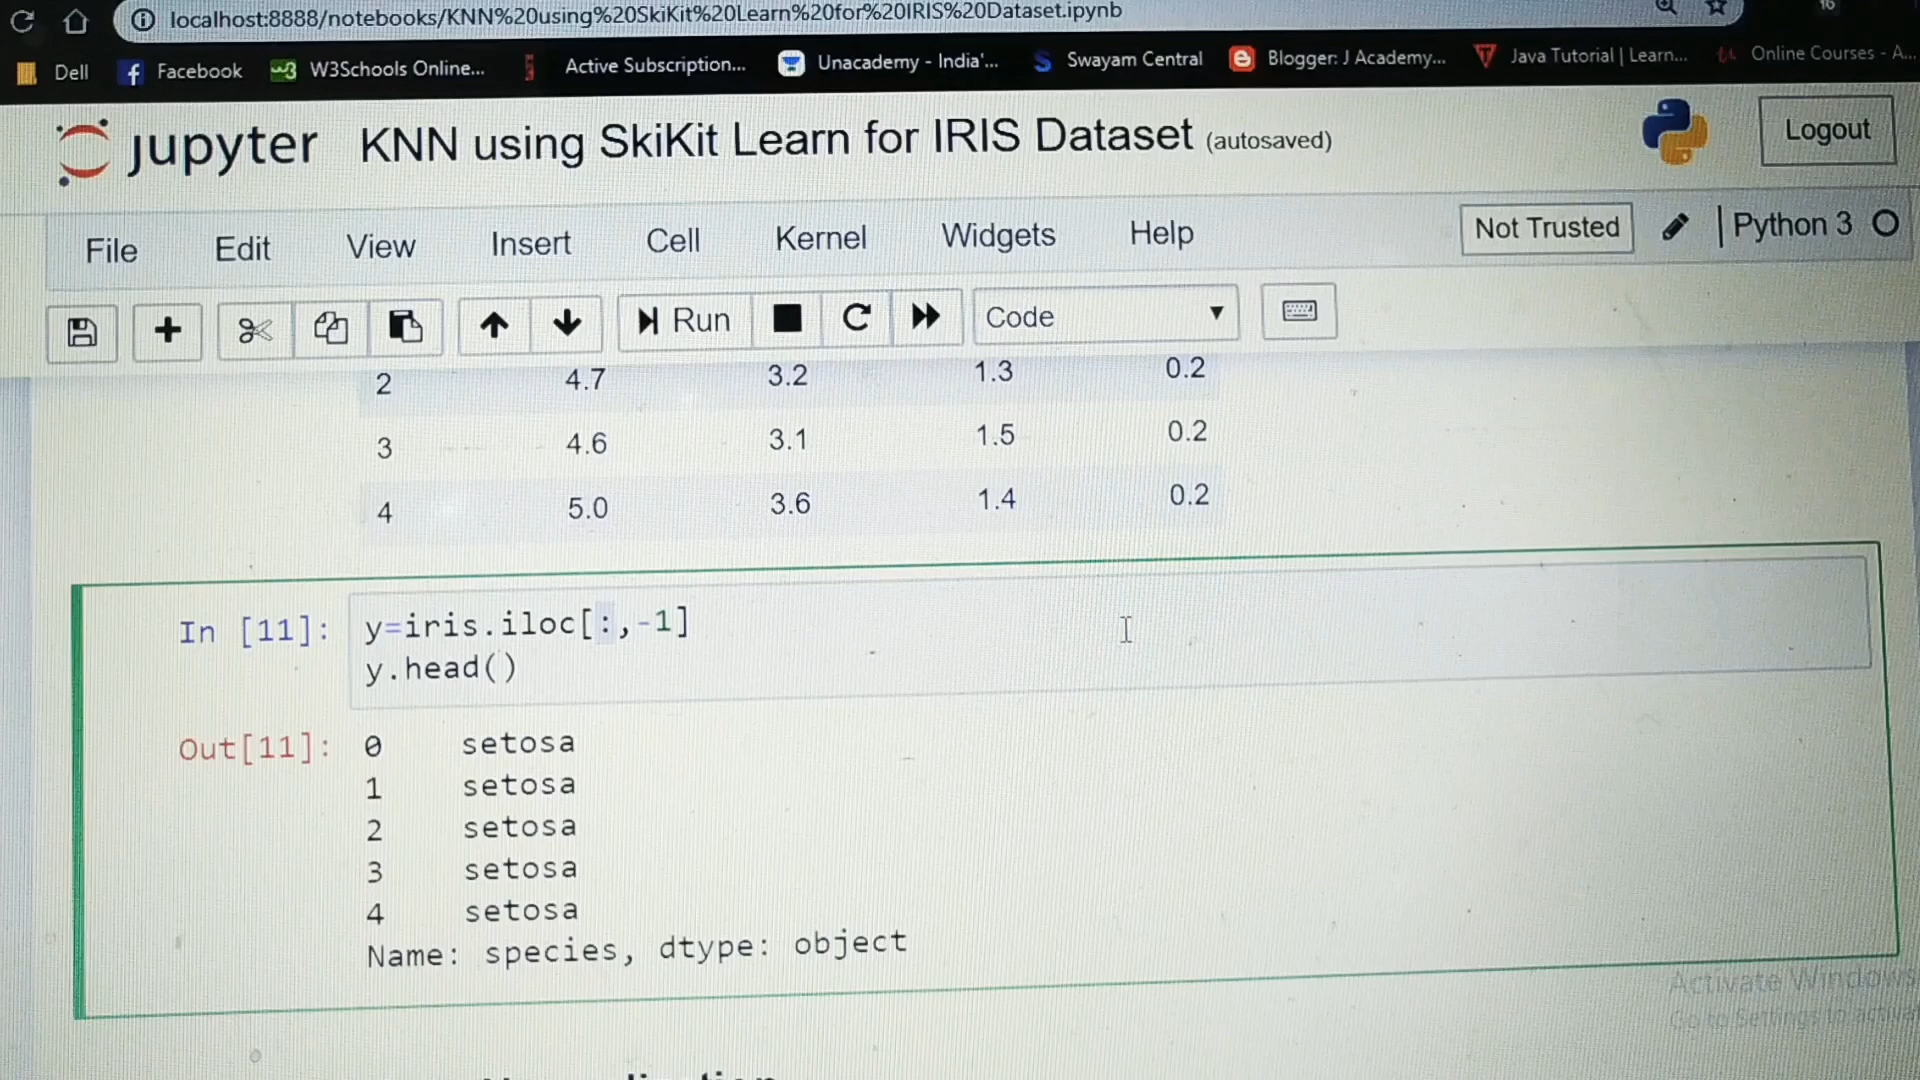 localhost:8888/notebooks/KNN%20using%20SkiKit%20Learn%20for%20IRIS%20Dataset.ipynb
Dell Facebook W3Schools Online... Active Subscription... Unacademy - India'... Swayam Central Blogger: J Academy... Java Tutorial | Learn... Online Courses - A...
jupyter KNN using SkiKit Learn for IRIS Dataset (autosaved) Logout
File Edit View Insert Cell Kernel Widgets Help Not Trusted | Python 3
Run Code
2 4.7 3.2 1.3 0.2
3 4.6 3.1 1.5 0.2
4 5.0 3.6 1.4 0.2
In [11]: y=iris.iloc[:,-1]
y.head()
Out[11]: 0 setosa
1 setosa
2 setosa
3 setosa
4 setosa
Name: species, dtype: object
Activate Windows
Go to Settings to activat